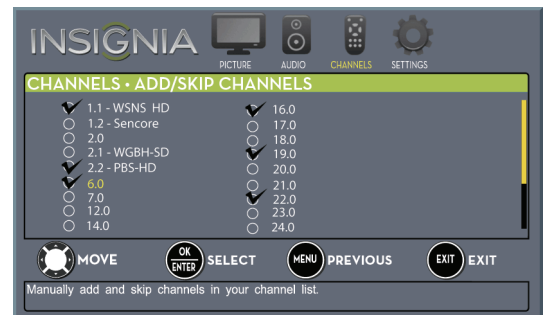 INSIGNIA
PICTURE AUDIO CHANNELS SETTINGS
CHANNELS • ADD/SKIP CHANNELS
1.1 - WSNS HD
1.2 - Sencore
2.0
2.1 - WGBH-SD
2.2 - PBS-HD
6.0
7.0
12.0
14.0
16.0
17.0
18.0
19.0
20.0
21.0
22.0
23.0
24.0
MOVE
OK
ENTER
SELECT
MENU PREVIOUS
EXIT EXIT
Manually add and skip channels in your channel list.